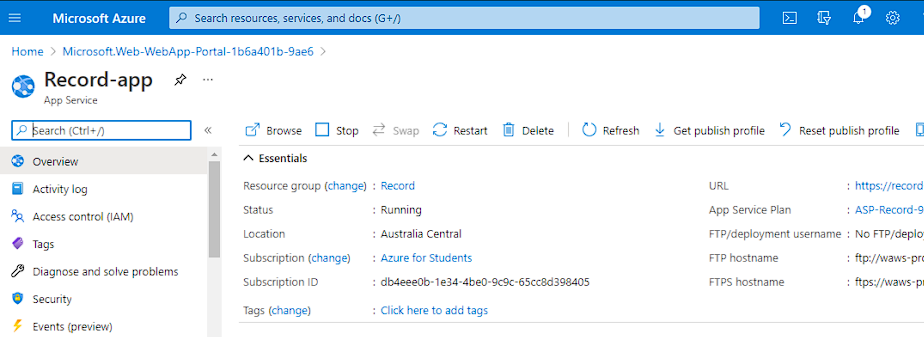 Microsoft Azure
Search resources, services, and docs (G+/)
1
Home > Microsoft.Web-WebApp-Portal-1b6a401b-9ae6 >
Record-app
App Service
Search (Ctrl+/)
«
Browse Stop Swap Restart Delete Refresh Get publish profile Reset publish profile
Essentials
Overview
Activity log
Access control (IAM)
Tags
Diagnose and solve problems
Security
Events (preview)
Resource group (change) : Record
Status : Running
Location : Australia Central
Subscription (change) : Azure for Students
Subscription ID : db4eee0b-1e34-4be0-9c9c-65cc8d398405
Tags (change) : Click here to add tags
URL : https://record
App Service Plan : ASP-Record-9
FTP/deployment username : No FTP/deploy
FTP hostname : ftp://waws-pro
FTPS hostname : ftps://waws-pr